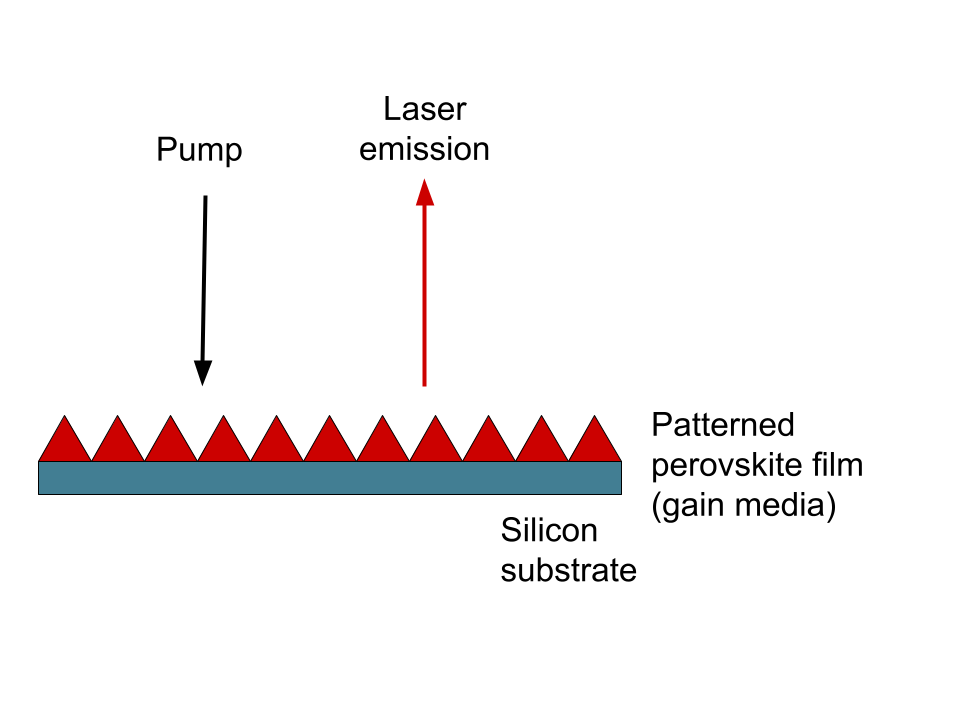 Laser
emission
Pump
Patterned
perovskite film
(gain media)
Silicon
substrate